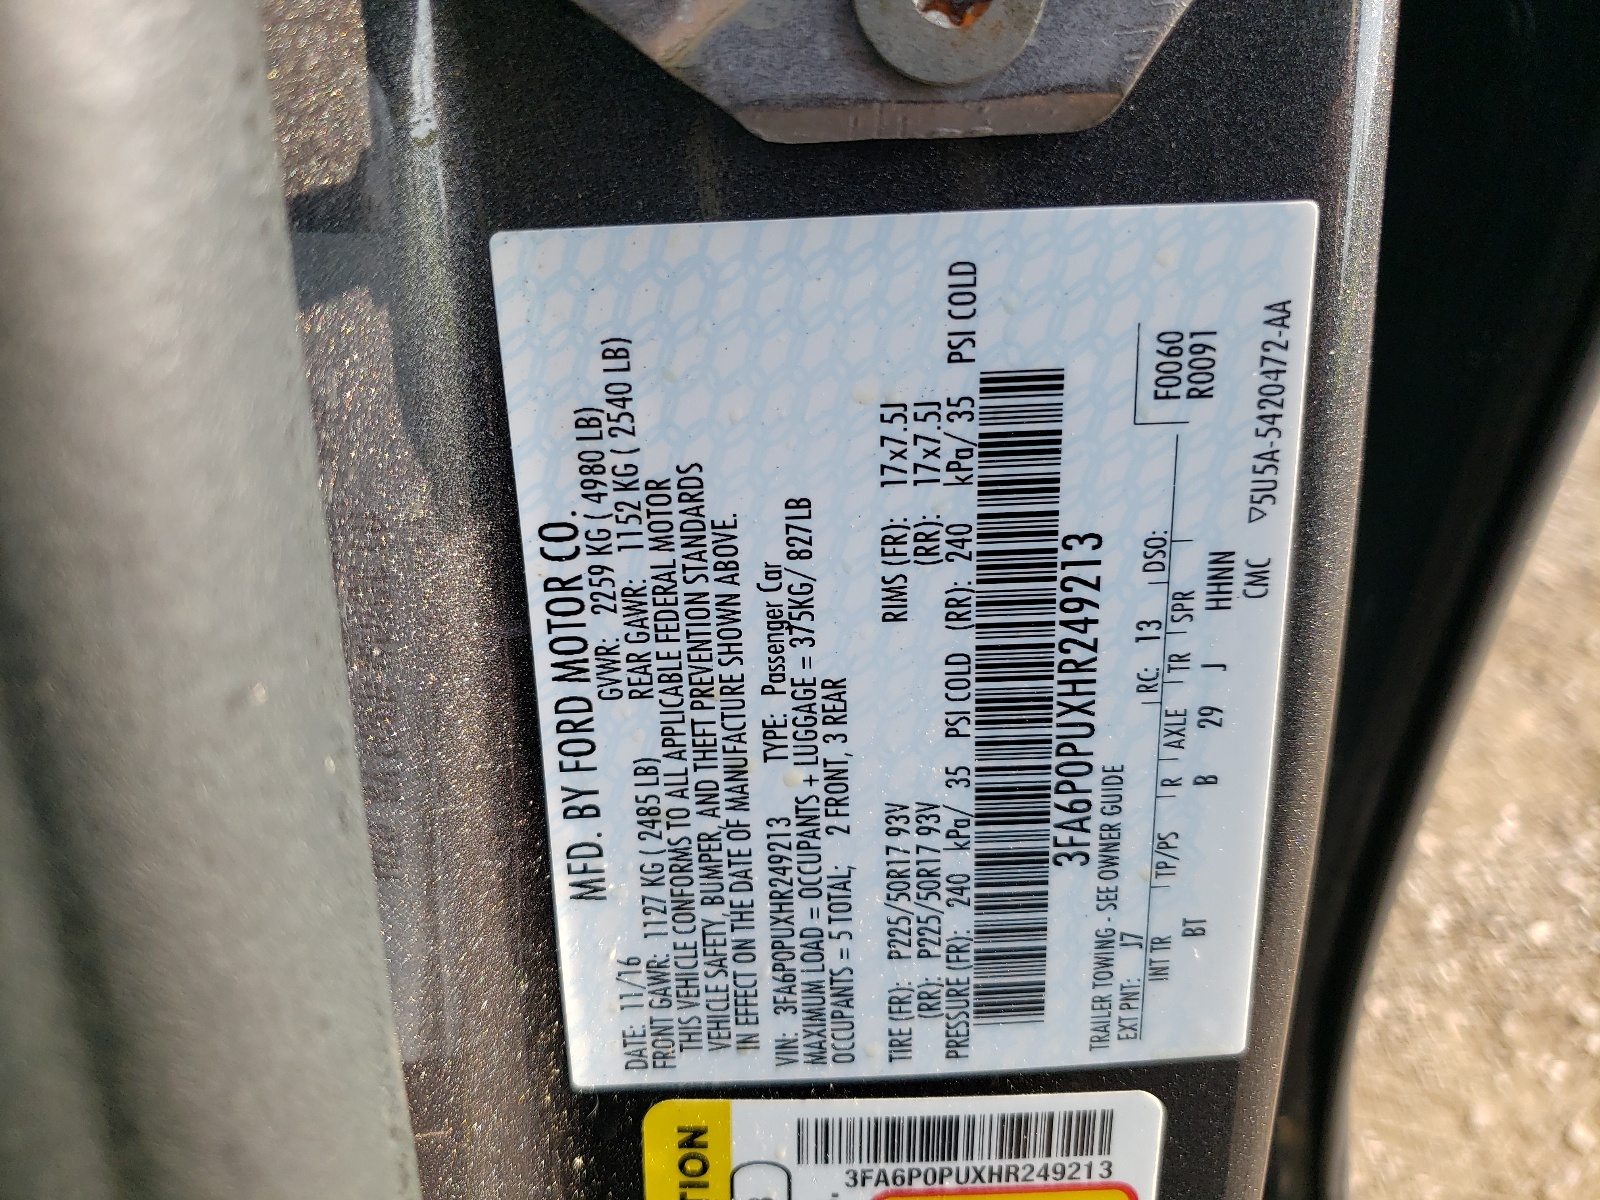 MFD. BY FORD MOTOR CO.
DATE: 11/16 GVWR: 2259 KG ( 4980 LB)
FRONT GAWR: 1127 KG ( 2485 LB) REAR GAWR: 1152 KG ( 2540 LB)
THIS VEHICLE CONFORMS TO ALL APPLICABLE FEDERAL MOTOR
VEHICLE SAFETY, BUMPER, AND THEFT PREVENTION STANDARDS
IN EFFECT ON THE DATE OF MANUFACTURE SHOWN ABOVE.
VIN: 3FA6P0PUXHR249213 TYPE: Passenger Car
MAXIMUM LOAD = OCCUPANTS + LUGGAGE = 375KG/ 827LB
OCCUPANTS = 5 TOTAL; 2 FRONT, 3 REAR
TIRE (FR): P225/50R17 93V RIMS (FR): 17x7.5J
(RR): P225/50R17 93V (RR): 17x7.5J
PRESSURE (FR): 240 kPa/ 35 PSI COLD (RR): 240 kPa/ 35 PSI COLD
3FA6P0PUXHR249213
TRAILER TOWING - SEE OWNER GUIDE
EXT PNT: J7 RC: 13 DSO: F0060
INT TR TP/PS R AXLE TR SPR R0091
BT B 29 J HHNN
CMC ▽5U5A-5420472-AA
TION
3FA6P0PUXHR249213